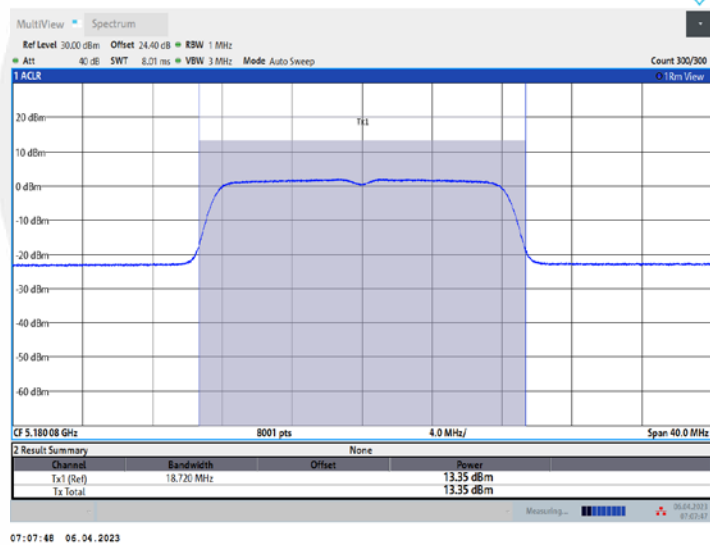 MultiView Spectrum
Ref Level 30.00 dBm Offset 24.40 dB RBW 1 MHz
Att 40 dB SWT 8.01 ms VBW 3 MHz Mode Auto Sweep Count 300/300
1 ACLR 1Rm View
Tx1
20 dBm
10 dBm
0 dBm
-10 dBm
-20 dBm
-30 dBm
-40 dBm
-50 dBm
-60 dBm
CF 5.18008 GHz 8001 pts 4.0 MHz/ Span 40.0 MHz
2 Result Summary None
Channel Bandwidth Offset Power
Tx1 (Ref) 18.720 MHz 13.35 dBm
Tx Total 13.35 dBm
Measuring... 06.04.2023
07:07:47
07:07:48 06.04.2023